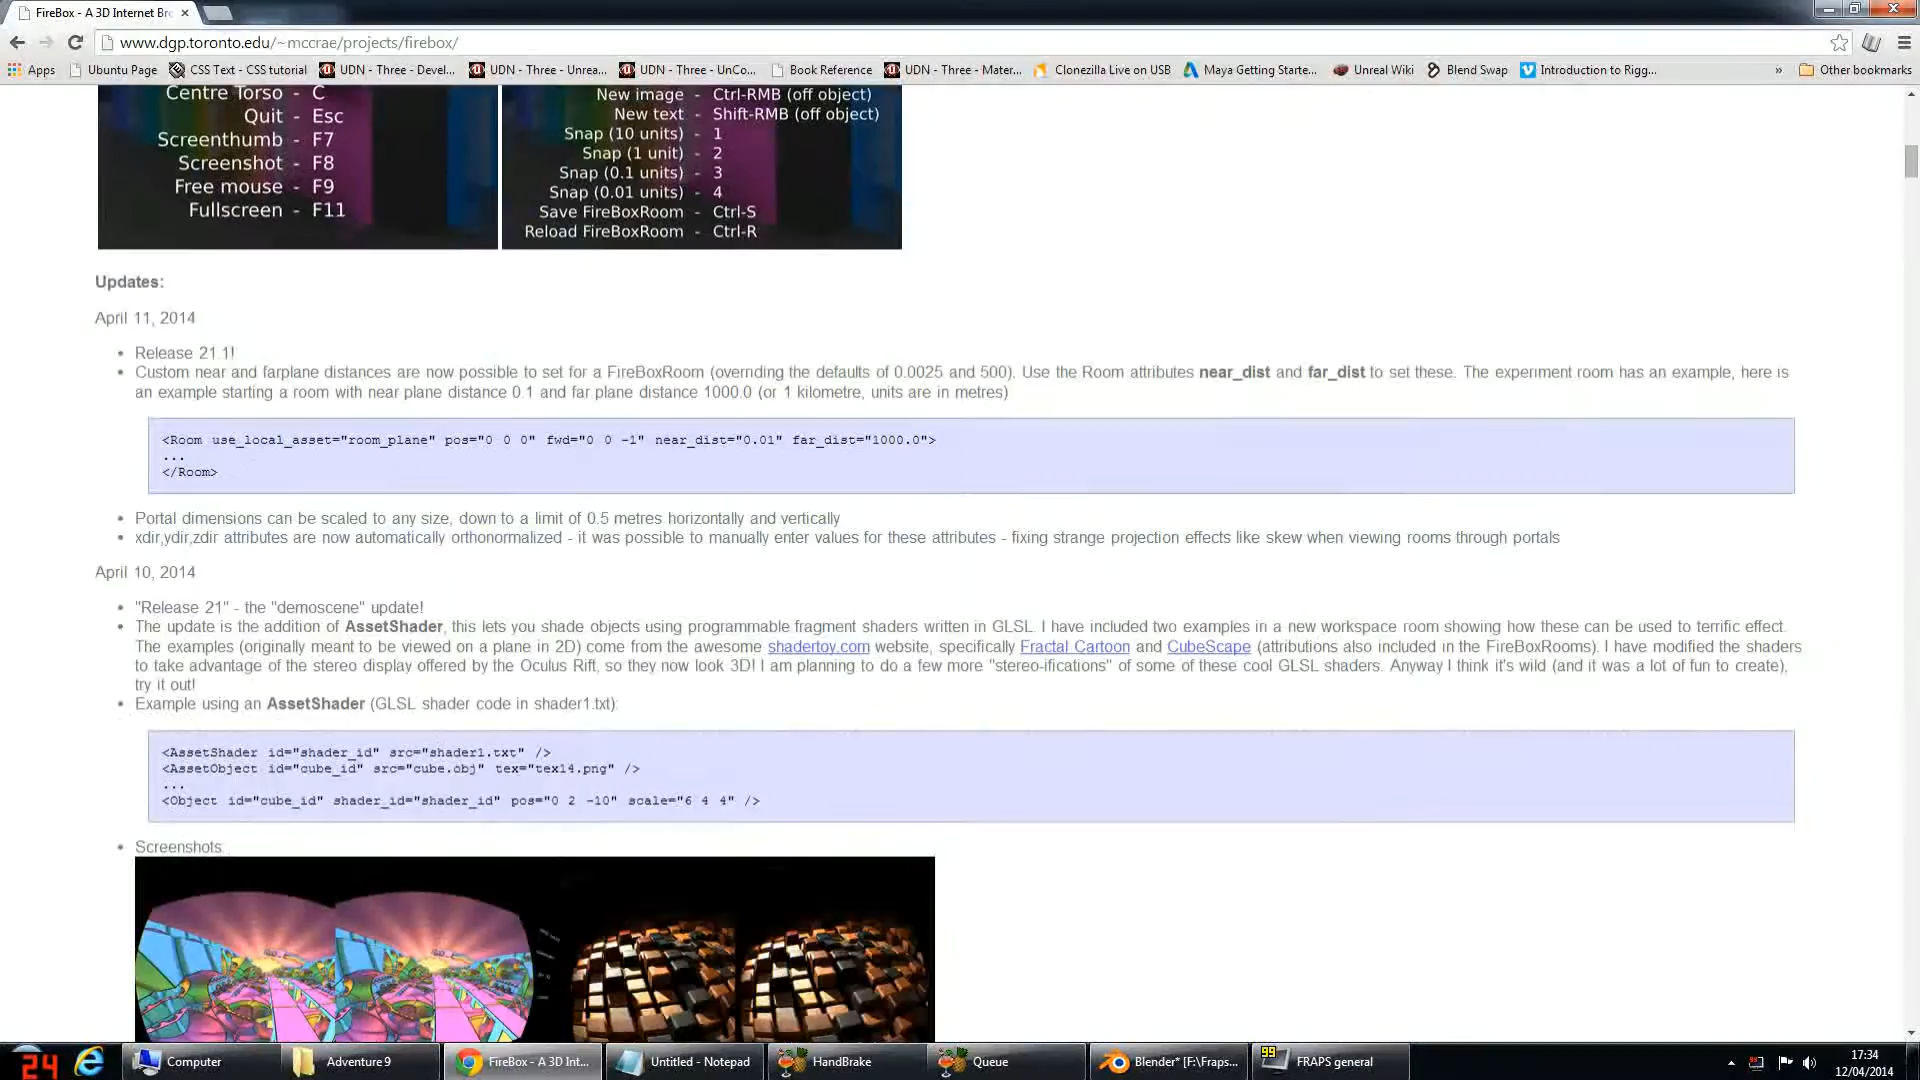 FireBox - A 3D Internet Bro
www.dgp.toronto.edu/~mccrae/projects/firebox/
Apps
Ubuntu Page
CSS Text - CSS tutorial
UDN - Three - Devel...
UDN - Three - Unrea...
UDN - Three - UnCo...
Book Reference
UDN - Three - Mater...
Clonezilla Live on USB
Maya Getting Starte...
Unreal Wiki
Blend Swap
Introduction to Rigg...
»
Other bookmarks
Centre Torso - C
Quit - Esc
Screenthumb - F7
Screenshot - F8
Free mouse - F9
Fullscreen - F11
New image - Ctrl-RMB (off object)
New text - Shift-RMB (off object)
Snap (10 units) - 1
Snap (1 unit) - 2
Snap (0.1 units) - 3
Snap (0.01 units) - 4
Save FireBoxRoom - Ctrl-S
Reload FireBoxRoom - Ctrl-R
Updates:
April 11, 2014
• Release 21.1!
• Custom near and farplane distances are now possible to set for a FireBoxRoom (overriding the defaults of 0.0025 and 500). Use the Room attributes near_dist and far_dist to set these. The experiment room has an example, here is
an example starting a room with near plane distance 0.1 and far plane distance 1000.0 (or 1 kilometre, units are in metres)
<Room use_local_asset="room_plane" pos="0 0 0" fwd="0 0 -1" near_dist="0.01" far_dist="1000.0">
...
</Room>
• Portal dimensions can be scaled to any size, down to a limit of 0.5 metres horizontally and vertically
• xdir,ydir,zdir attributes are now automatically orthonormalized - it was possible to manually enter values for these attributes - fixing strange projection effects like skew when viewing rooms through portals
April 10, 2014
• "Release 21" - the "demoscene" update!
• The update is the addition of AssetShader, this lets you shade objects using programmable fragment shaders written in GLSL. I have included two examples in a new workspace room showing how these can be used to terrific effect.
The examples (originally meant to be viewed on a plane in 2D) come from the awesome shadertoy.com website, specifically Fractal Cartoon and CubeScape (attributions also included in the FireBoxRooms). I have modified the shaders
to take advantage of the stereo display offered by the Oculus Rift, so they now look 3D! I am planning to do a few more "stereo-ifications" of some of these cool GLSL shaders. Anyway I think it's wild (and it was a lot of fun to create),
try it out!
• Example using an AssetShader (GLSL shader code in shader1.txt):
<AssetShader id="shader_id" src="shader1.txt" />
<AssetObject id="cube_id" src="cube.obj" tex="tex14.png" />
...
<Object id="cube_id" shader_id="shader_id" pos="0 2 -10" scale="6 4 4" />
• Screenshots
24
Computer
Adventure 9
FireBox - A 3D Int...
Untitled - Notepad
HandBrake
Queue
Blender* [F:\Fraps...
99
FRAPS general
17:34
12/04/2014